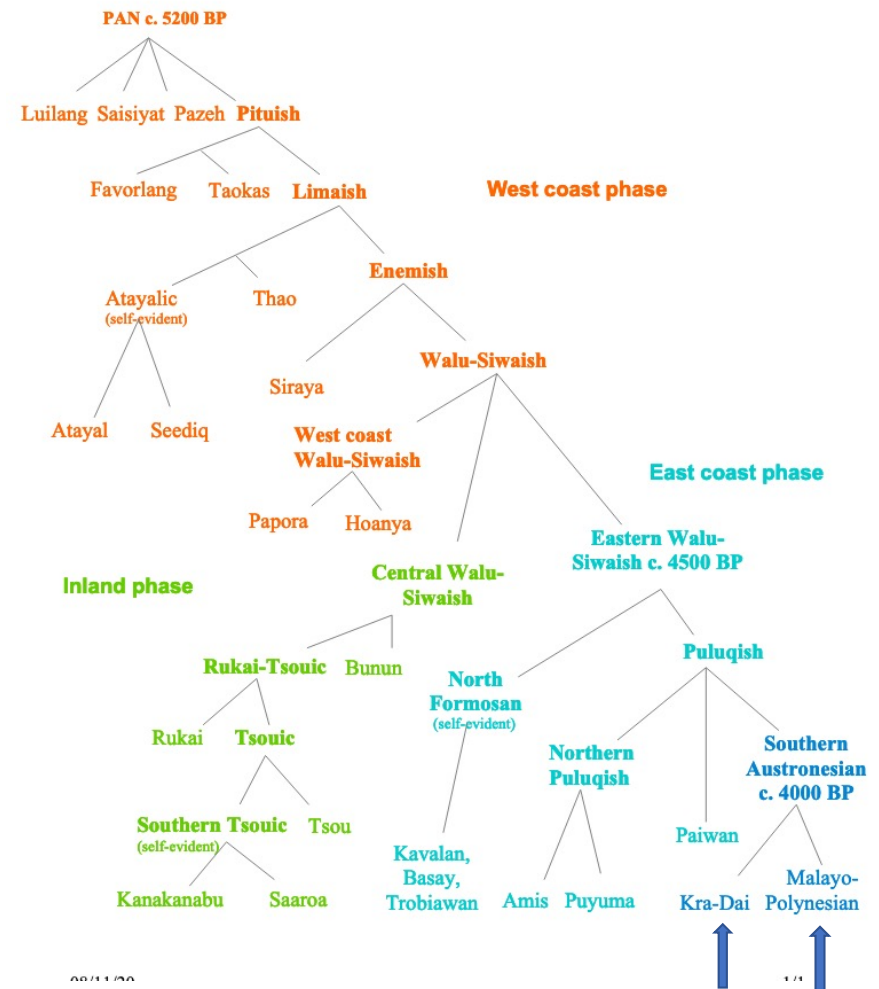 PAN c. 5200 BP
Luilang Saisiyat Pazeh Pituish
Favorlang Taokas Limaish
West coast phase
Enemish
Atayalic
(self-evident)
Thao
Walu-Siwaish
Siraya
Atayal Seediq
West coast
Walu-Siwaish
East coast phase
Papora Hoanya
Eastern Walu-
Siwaish c. 4500 BP
Inland phase
Central Walu-
Siwaish
Rukai-Tsouic Bunun
Puluqish
North
Formosan
(self-evident)
Rukai Tsouic
Northern
Puluqish
Southern
Austronesian
c. 4000 BP
Southern Tsouic
(self-evident)
Tsou
Paiwan
Kavalan,
Basay,
Trobiawan
Kanakanabu Saaroa
Amis Puyuma
Kra-Dai
Malayo-
Polynesian